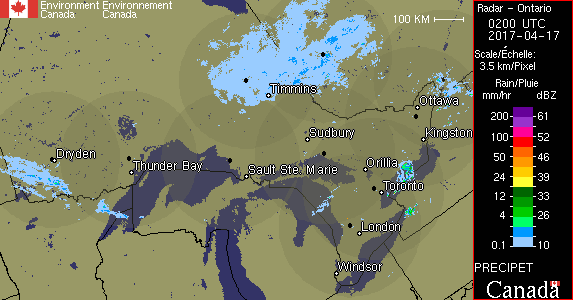 Environment Environnement
Canada Canada
100 KM
Timmins
Ottawa
Sudbury
Kingston
Dryden
Thunder Bay
Sault Ste. Marie
Orillia
Toronto
London
Windsor
Radar - Ontario
0200 UTC
2017-04-17
Scale/Échelle:
3.5 km/Pixel
Rain/Pluie
mm/hr dBZ
200 61
100 52
50 46
24 39
12 33
4 26
0.1 10
PRECIPET
Canada